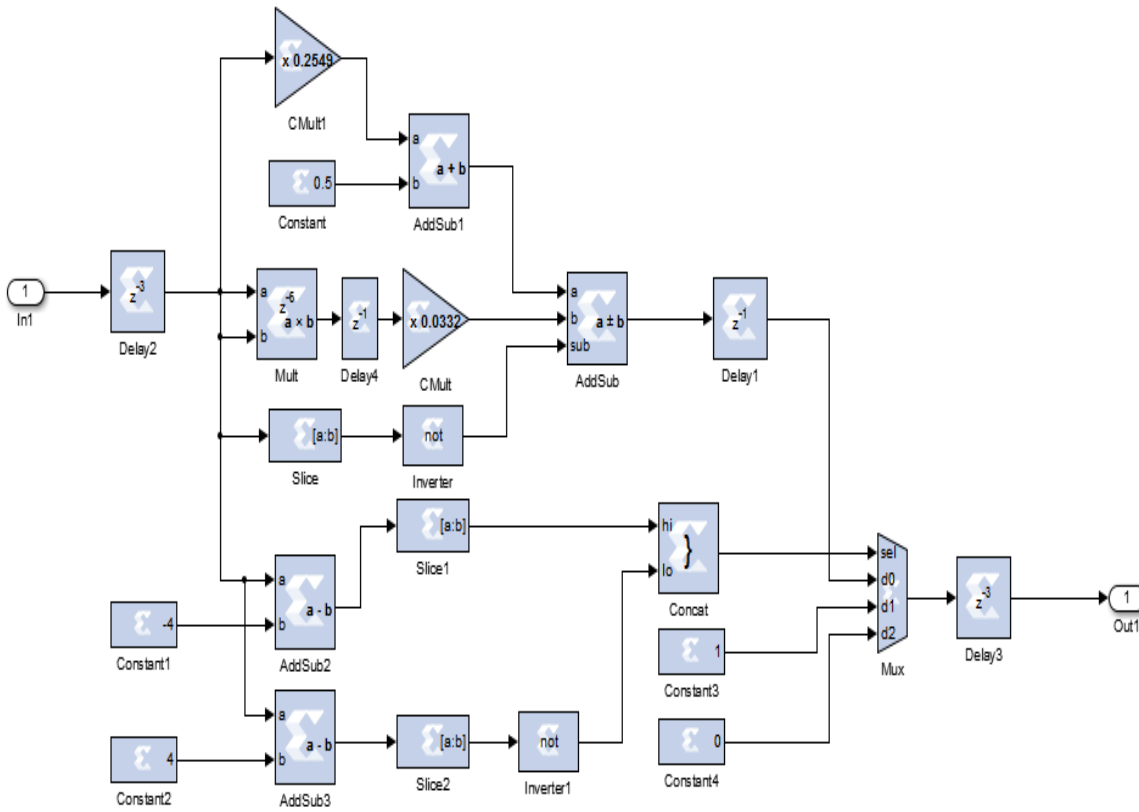 x 0.2549
CMult1
a
b
a + b
AddSub1
0.5
Constant
1
In1
z-3
Delay2
a
b
z-6
a × b
Mult
z-1
Delay4
x 0.0332
CMult
a
b
sub
a ± b
AddSub
z-1
Delay1
[a:b]
Slice
not
Inverter
[a:b]
Slice1
hi
lo
}
Concat
sel
d0
d1
d2
Mux
z-3
Delay3
1
Out1
-4
Constant1
a
b
a - b
AddSub2
1
Constant3
4
Constant2
a
b
a - b
AddSub3
[a:b]
Slice2
not
Inverter1
0
Constant4